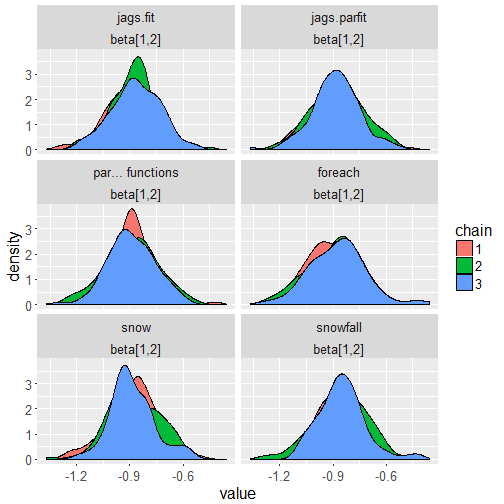 jags.fit
beta[1,2]
jags.parfit
beta[1,2]
3
2
1
0
par... functions
beta[1,2]
foreach
beta[1,2]
3
2
1
0
snow
beta[1,2]
snowfall
beta[1,2]
3
2
1
0
-1.2 -0.9 -0.6
-1.2 -0.9 -0.6
value
density
chain
1
2
3